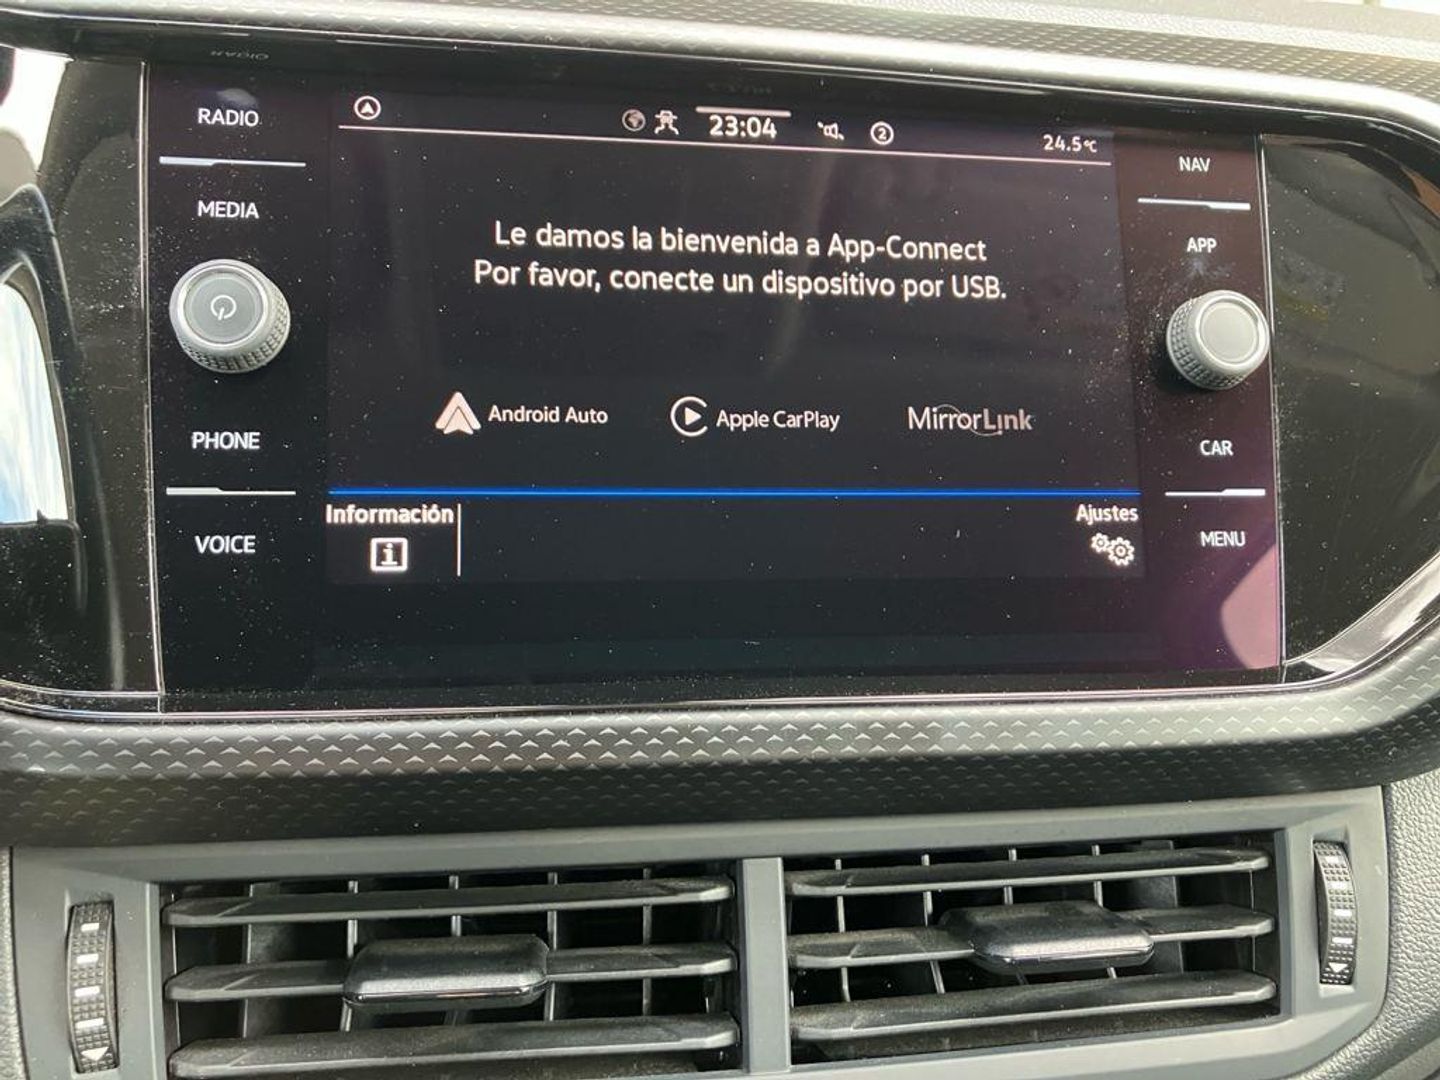 RADIO
23:04
2
24.5°C
NAV
MEDIA
APP
Le damos la bienvenida a App-Connect
Por favor, conecte un dispositivo por USB.
Android Auto
Apple CarPlay
MirrorLink
PHONE
CAR
Información
Ajustes
VOICE
i
MENU